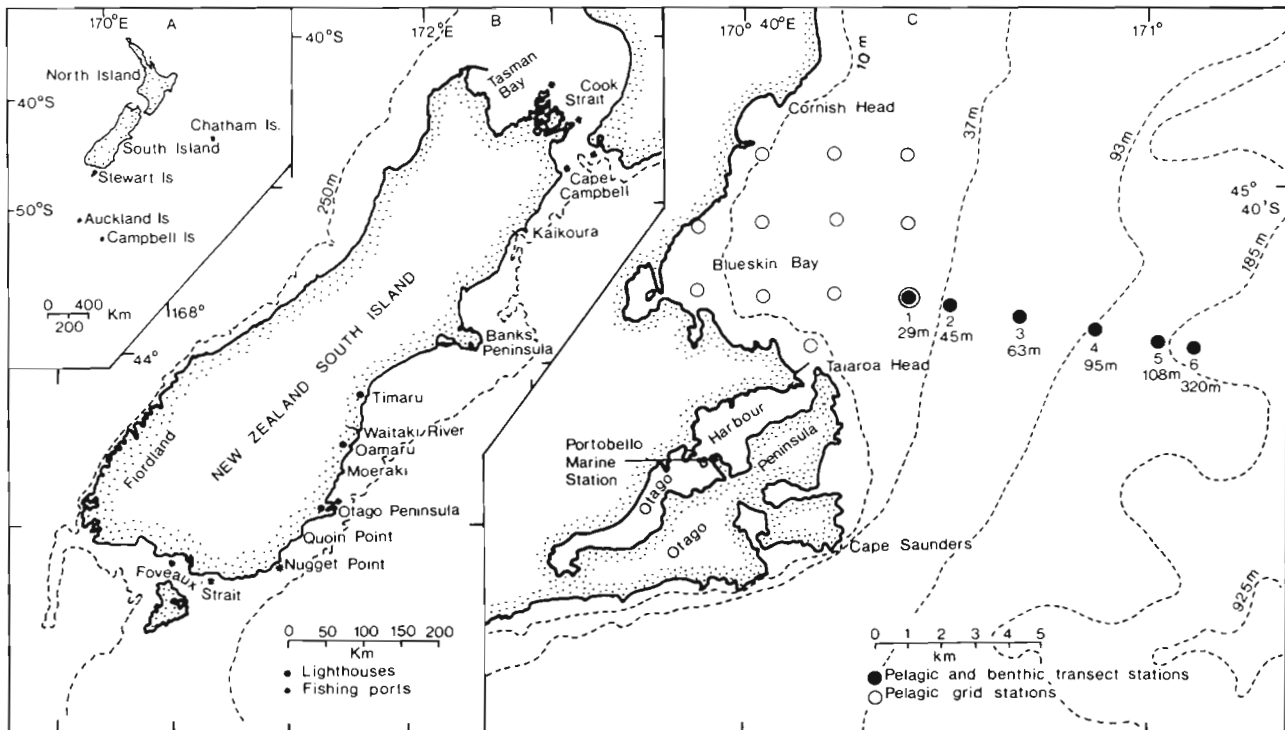 170°E
A
North Island
40°S
Chatham Is.
South Island
Stewart Is
50°S
Auckland Is
Campbell Is
0 400
200 Km
168°
44°
40°S
172°E
B
Tasman
Bay
Cook
Strait
250m
Cape
Campbell
Kaikoura
NEW ZEALAND SOUTH ISLAND
Banks
Peninsula
Timaru
Waitaki River
Oamaru
Moeraki
Fiordland
Otago Peninsula
Quoin Point
Nugget Point
Foveaux
Strait
0 50 100 150 200
Km
Lighthouses
Fishing ports
170° 40'E
C
171°
E
10
Cornish Head
37m
93m
45°
40'S
185m
Blueskin Bay
1
29m
2
45m
3
63m
4
95m
5
108m
6
320m
Taiaroa Head
Harbour
Peninsula
Portobello
Marine
Station
Otago
Otago
Cape Saunders
925m
0 1 2 3 4 5
km
Pelagic and benthic transect stations
Pelagic grid stations